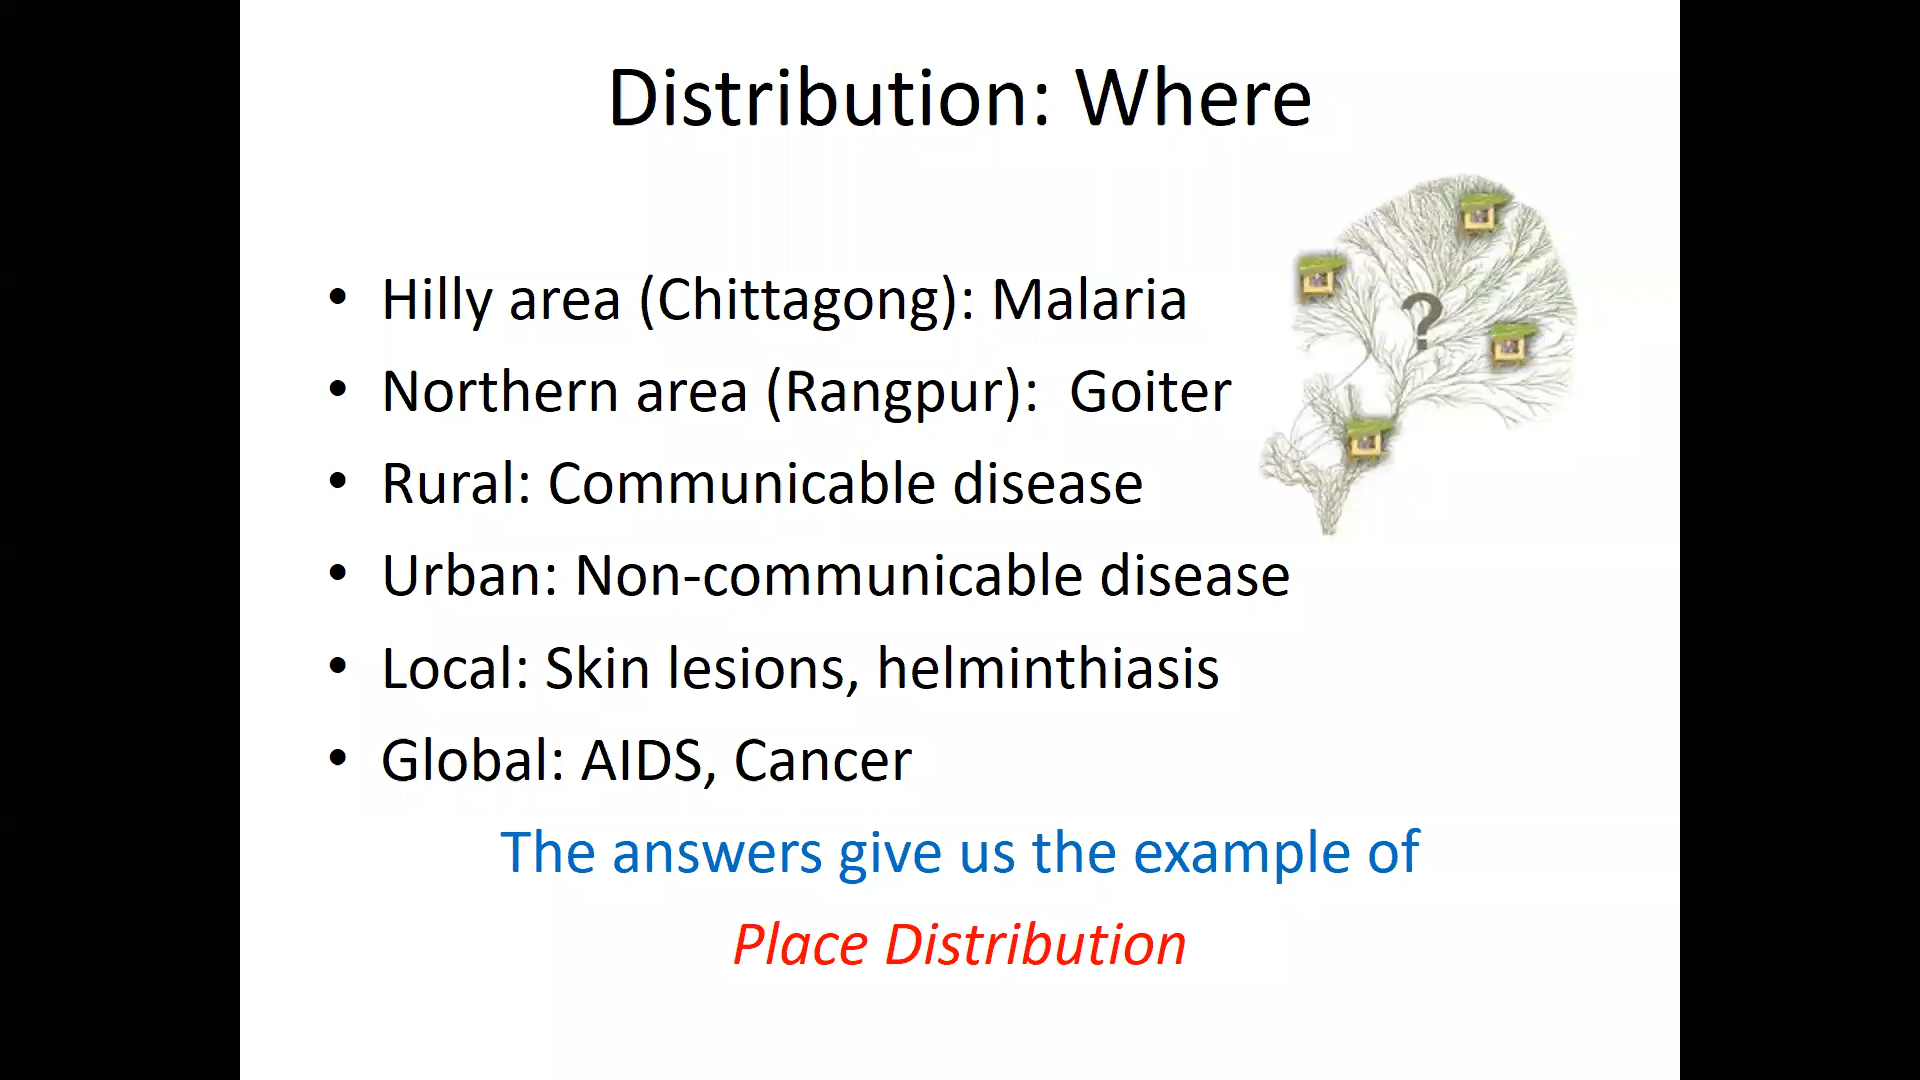 Distribution: Where
• Hilly area (Chittagong): Malaria
• Northern area (Rangpur):  Goiter
• Rural: Communicable disease
• Urban: Non-communicable disease
• Local: Skin lesions, helminthiasis
• Global: AIDS, Cancer
?
The answers give us the example of
Place Distribution